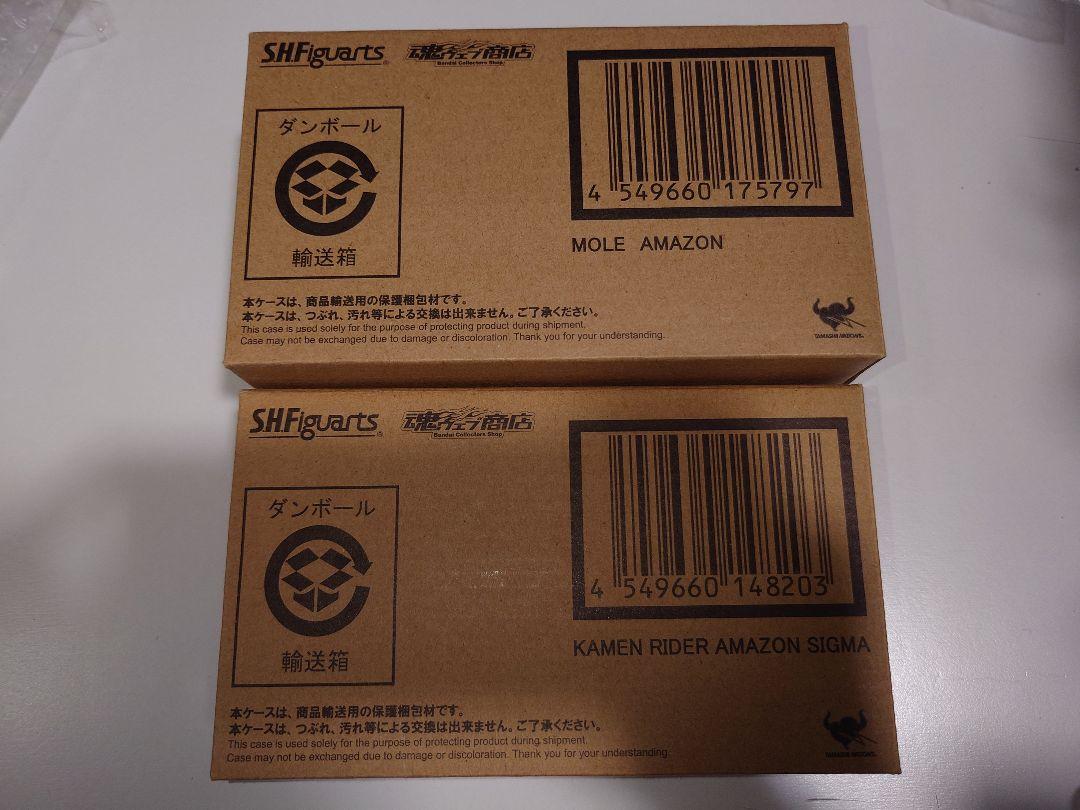 S.H.Figuarts® 魂ウェブ商店
Bandai Collectors Shop
ダンボール
輸送箱
4 549660 175797
MOLE AMAZON
本ケースは、商品輸送用の保護梱包材です。
本ケースは、つぶれ、汚れ等による交換は出来ません。ご了承ください。
This case is used solely for the purpose of protecting product during shipment.
Case may not be exchanged due to damage or discoloration. Thank you for your understanding.
TAMASHII NATIONS
S.H.Figuarts® 魂ウェブ商店
Bandai Collectors Shop
ダンボール
輸送箱
4 549660 148203
KAMEN RIDER AMAZON SIGMA
本ケースは、商品輸送用の保護梱包材です。
本ケースは、つぶれ、汚れ等による交換は出来ません。ご了承ください。
This case is used solely for the purpose of protecting product during shipment.
Case may not be exchanged due to damage or discoloration. Thank you for your understanding.
TAMASHII NATIONS